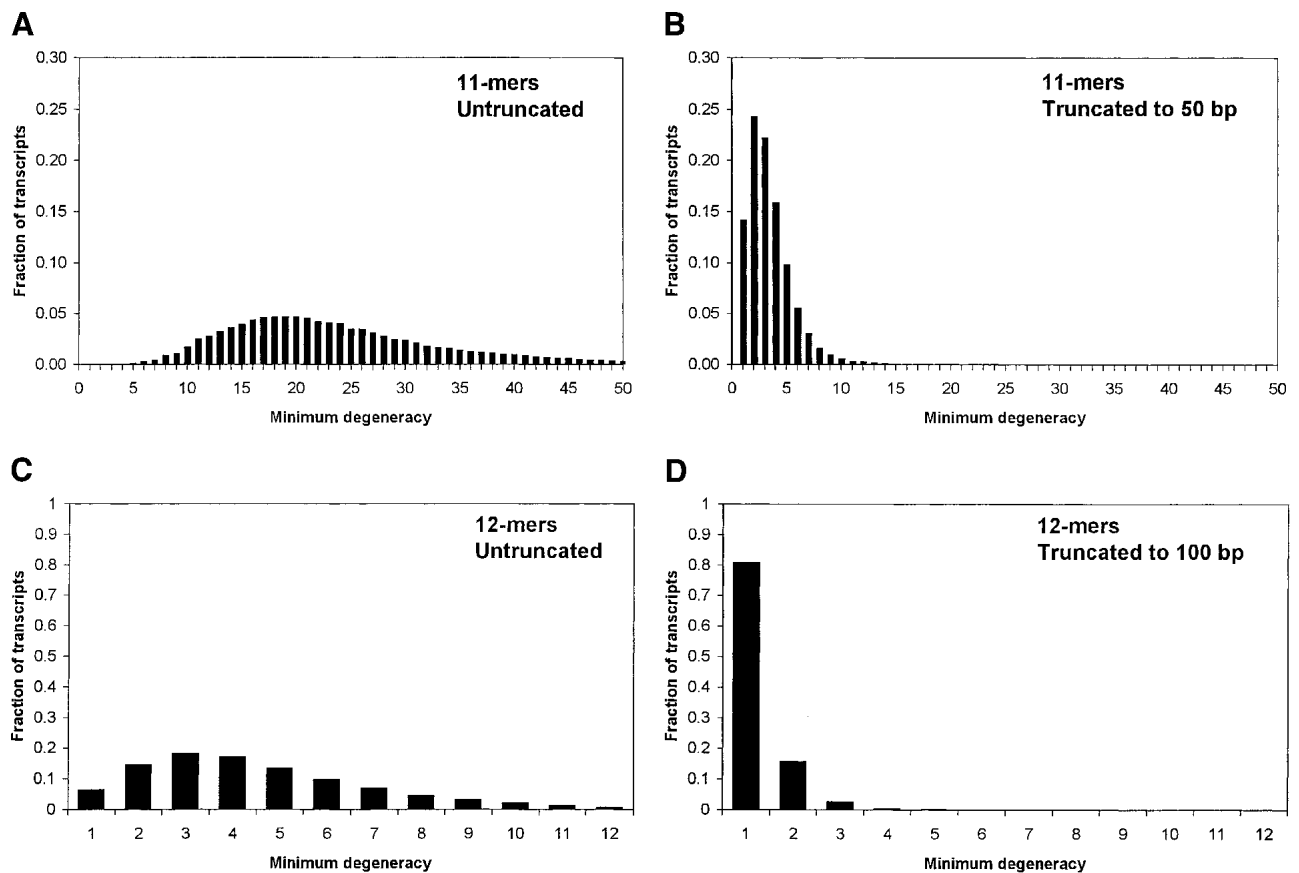 A
0.30
0.25
0.20
0.15
0.10
0.05
0.00
Fraction of transcripts
11-mers
Untruncated
0 5 10 15 20 25 30 35 40 45 50
Minimum degeneracy
B
0.30
0.25
0.20
0.15
0.10
0.05
0.00
Fraction of transcripts
11-mers
Truncated to 50 bp
0 5 10 15 20 25 30 35 40 45 50
Minimum degeneracy
C
1
0.9
0.8
0.7
0.6
0.5
0.4
0.3
0.2
0.1
0
Fraction of transcripts
12-mers
Untruncated
1 2 3 4 5 6 7 8 9 10 11 12
Minimum degeneracy
D
1
0.9
0.8
0.7
0.6
0.5
0.4
0.3
0.2
0.1
0
Fraction of transcripts
12-mers
Truncated to 100 bp
1 2 3 4 5 6 7 8 9 10 11 12
Minimum degeneracy